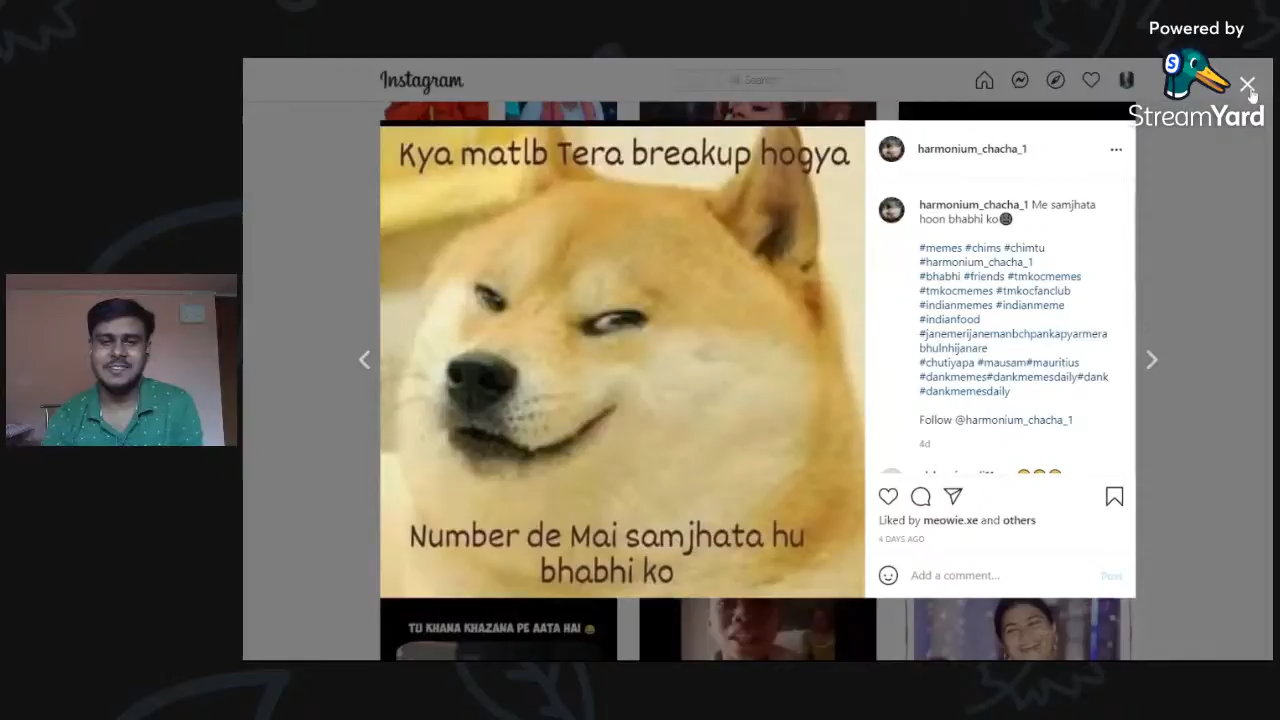 Powered by
StreamYard
Instagram
Search
Kya matlb Tera breakup hogya
Number de Mai samjhata hu
bhabhi ko
harmonium_chacha_1
harmonium_chacha_1 Me samjhata
hoon bhabhi ko
#memes #chims #chimtu
#harmonium_chacha_1
#bhabhi #friends #tmkocmemes
#tmkocmemes #tmkocfanclub
#indianmemes #indianmeme
#indianfood
#janemerijanemanbchpankapyarmera
bhulnhijanare
#chutiyapa #mausam#mauritius
#dankmemes#dankmemesdaily#dank
#dankmemesdaily
Follow @harmonium_chacha_1
4d
Liked by meowie.xe and others
4 DAYS AGO
Add a comment...
Post
TU KHANA KHAZANA PE AATA HAI